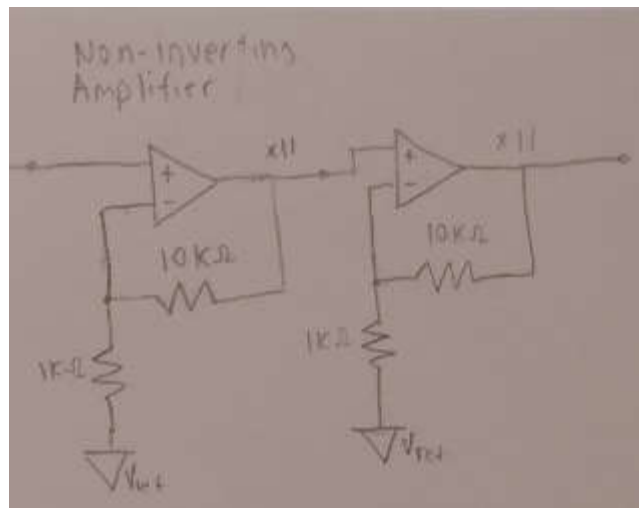 Non-inverting
Amplifier
x11
x11
10KΩ
10KΩ
1KΩ
1KΩ
Vref
Vref